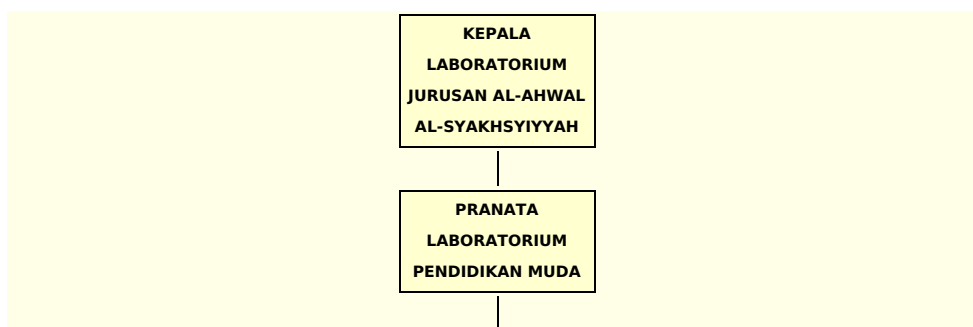 KEPALA
LABORATORIUM
JURUSAN AL-AHWAL
AL-SYAKHSYIYYAH
PRANATA
LABORATORIUM
PENDIDIKAN MUDA